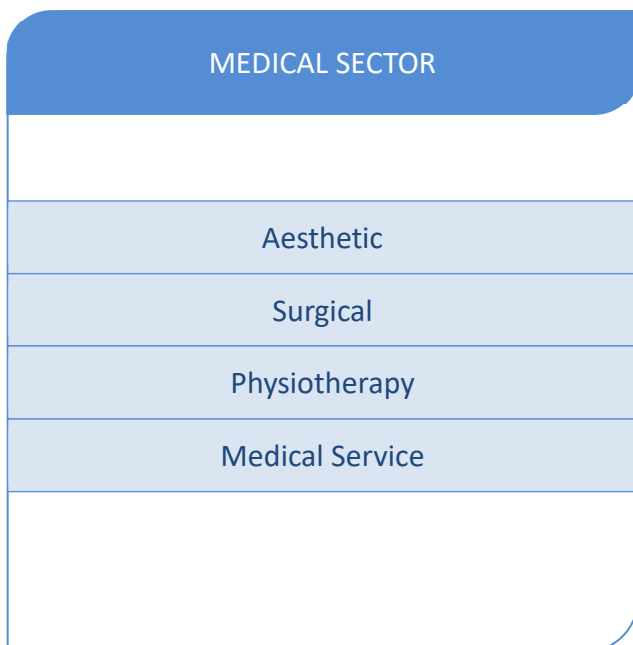 MEDICAL SECTOR
Aesthetic
Surgical
Physiotherapy
Medical Service